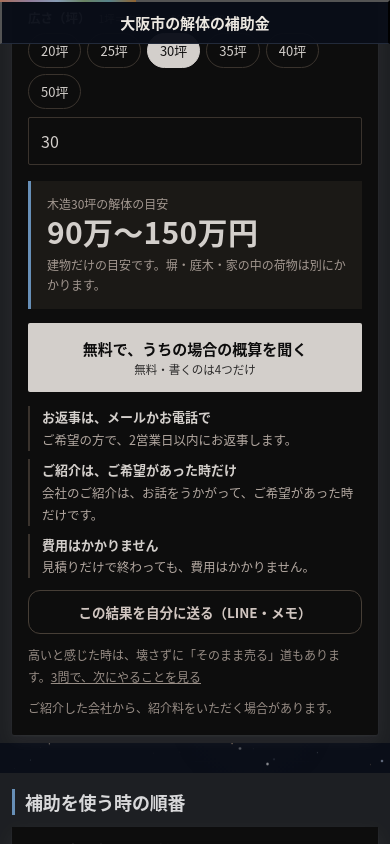 大阪市の解体の補助金
広さ（坪）
20坪
25坪
30坪
35坪
40坪
50坪
30
木造30坪の解体の目安
90万〜150万円
建物だけの目安です。塀・庭木・家の中の荷物は別にか
かります。
無料で、うちの場合の概算を聞く
無料・書くのは4つだけ
お返事は、メールかお電話で
ご希望の方で、2営業日以内にお返事します。
ご紹介は、ご希望があった時だけ
会社のご紹介は、お話をうかがって、ご希望があった時
だけです。
費用はかかりません
見積りだけで終わっても、費用はかかりません。
この結果を自分に送る（LINE・メモ）
高いと感じた時は、壊さずに「そのまま売る」道もありま
す。3問で、次にやることを見る
ご紹介した会社から、紹介料をいただく場合があります。
補助を使う時の順番